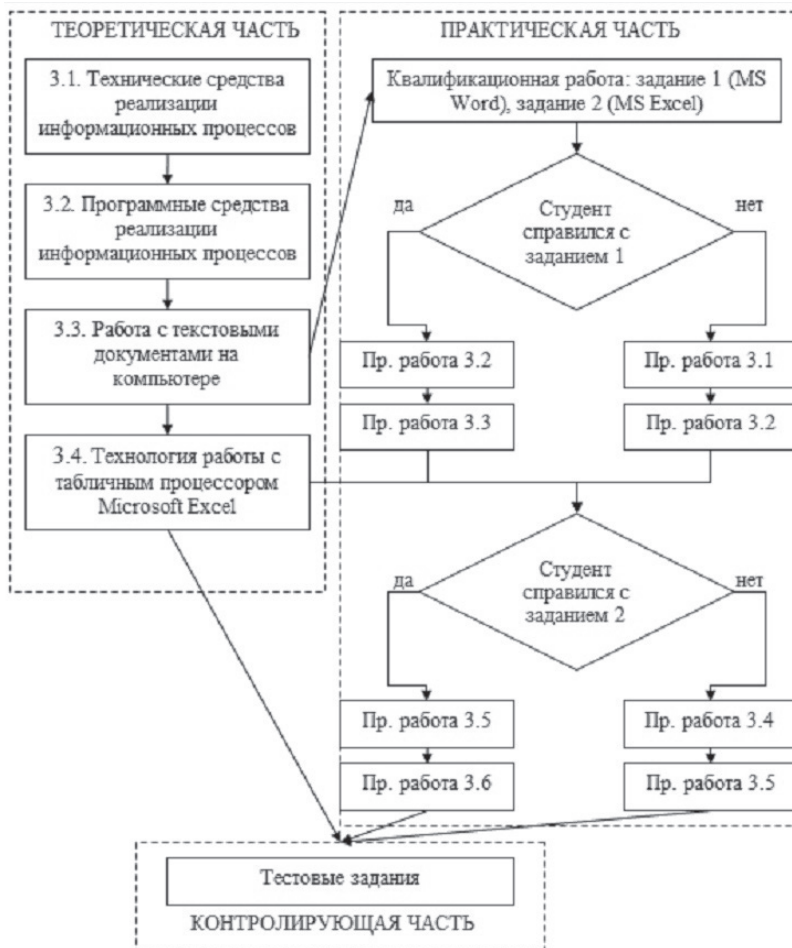 ТЕОРЕТИЧЕСКАЯ ЧАСТЬ
3.1. Технические средства
реализации
информационных процессов
3.2. Программные средства
реализации
информационных процессов
3.3. Работа с текстовыми
документами на
компьютере
3.4. Технология работы с
табличным процессором
Microsoft Excel
ПРАКТИЧЕСКАЯ ЧАСТЬ
Квалификационная работа: задание 1 (MS
Word), задание 2 (MS Excel)
да
Студент
справился с
заданием 1
нет
Пр. работа 3.2
Пр. работа 3.1
Пр. работа 3.3
Пр. работа 3.2
да
Студент
справился с
заданием 2
нет
Пр. работа 3.5
Пр. работа 3.4
Пр. работа 3.6
Пр. работа 3.5
Тестовые задания
КОНТРОЛИРУЮЩАЯ ЧАСТЬ